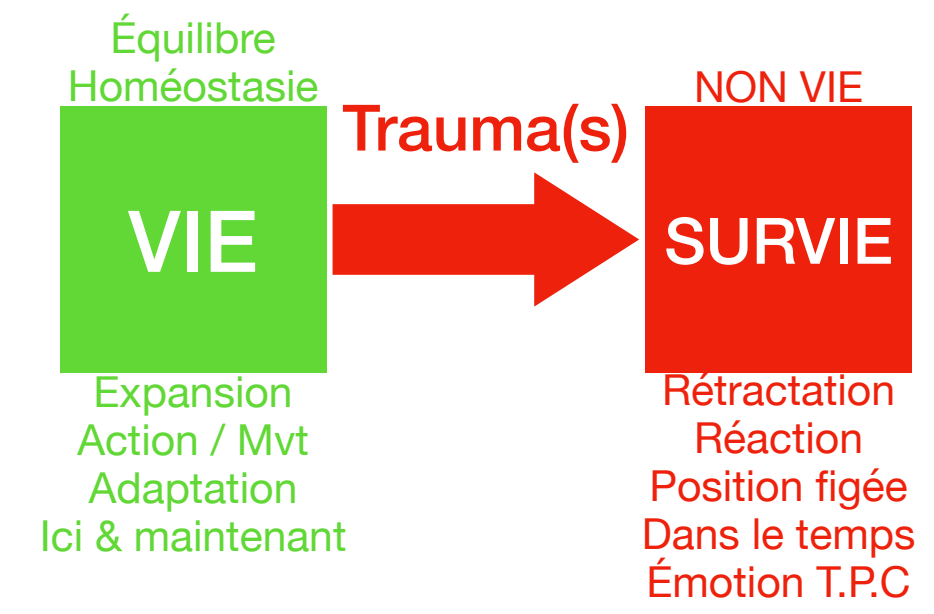 Équilibre
Homéostasie
VIE
Expansion
Action / Mvt
Adaptation
Ici & maintenant
Trauma(s)
NON VIE
SURVIE
Rétractation
Réaction
Position figée
Dans le temps
Émotion T.P.C